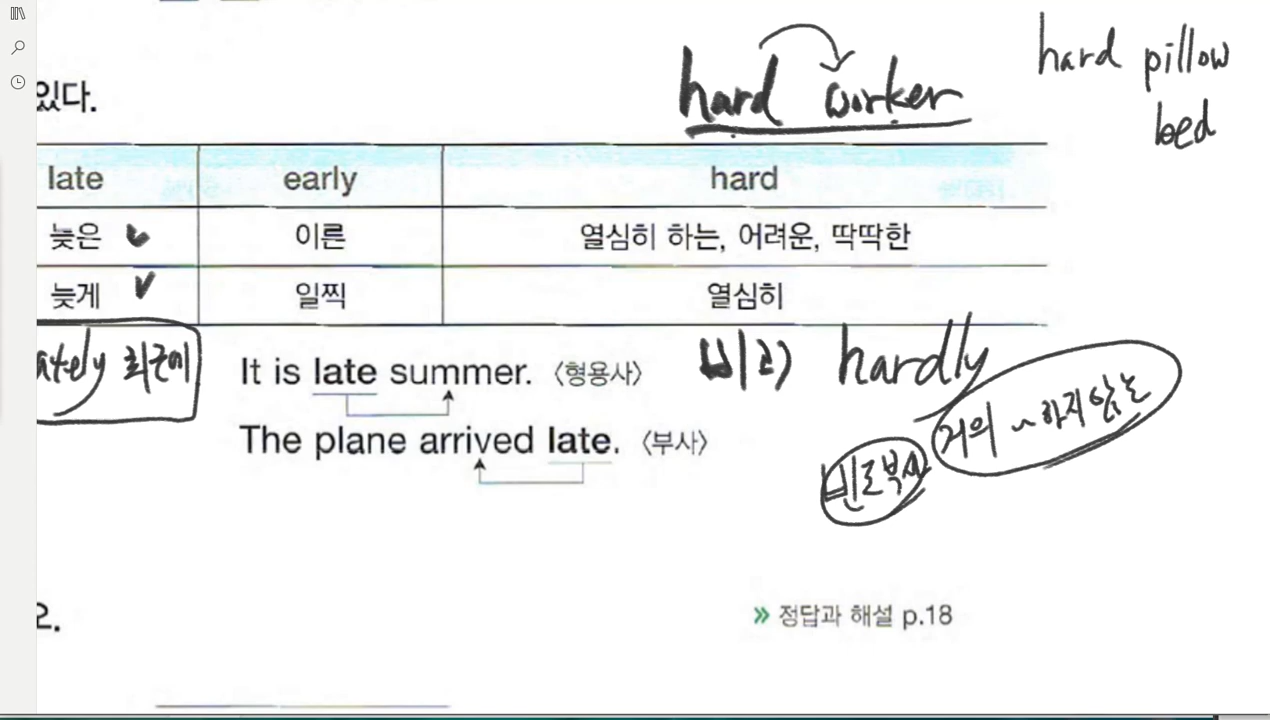 hard pillow
bed
hard worker
있다.
late early hard
늦은 이른 열심히 하는, 어려운, 딱딱한
늦게 일찍 열심히
ately 최근에
It is late summer. 〈형용사〉
비교 hardly
거의 ~하지 않는
The plane arrived late. 〈부사〉
빈도부사
오.
» 정답과 해설 p.18